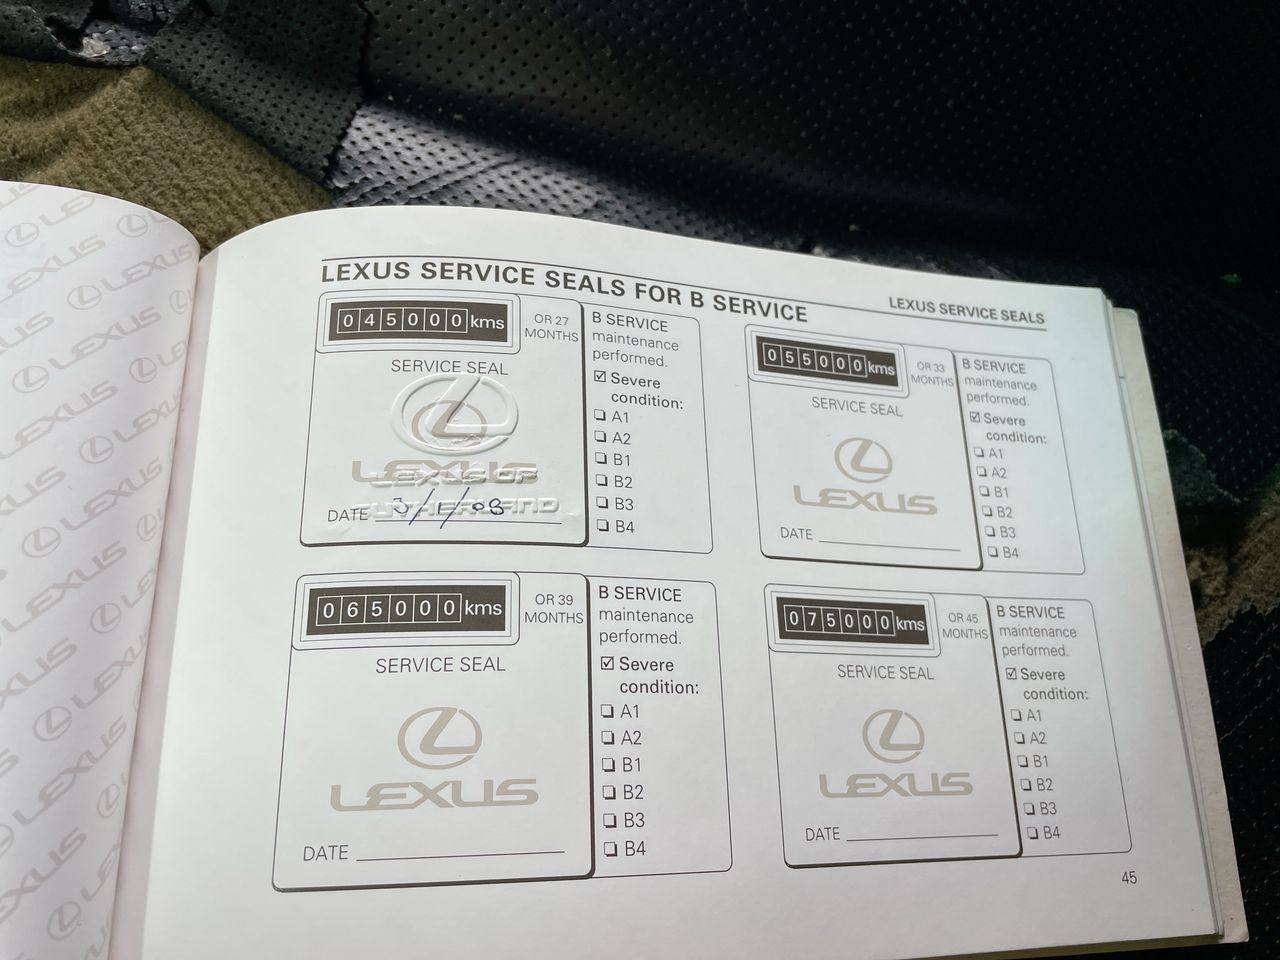 LEXUS SERVICE SEALS FOR B SERVICE
LEXUS SERVICE SEALS
045000 kms
OR 27
MONTHS
SERVICE SEAL
LEXUS
LEXUS OF
SUTHERLAND
DATE 3/1/08
B SERVICE
maintenance
performed.
☑ Severe
condition:
❏ A1
❏ A2
❏ B1
❏ B2
❏ B3
❏ B4
055000 kms
OR 33
MONTHS
SERVICE SEAL
LEXUS
DATE
B SERVICE
maintenance
performed.
☑ Severe
condition:
❏ A1
❏ A2
❏ B1
❏ B2
❏ B3
❏ B4
065000 kms
OR 39
MONTHS
SERVICE SEAL
LEXUS
DATE
B SERVICE
maintenance
performed.
☑ Severe
condition:
❏ A1
❏ A2
❏ B1
❏ B2
❏ B3
❏ B4
075000 kms
OR 45
MONTHS
SERVICE SEAL
LEXUS
DATE
B SERVICE
maintenance
performed.
☑ Severe
condition:
❏ A1
❏ A2
❏ B1
❏ B2
❏ B3
❏ B4
45